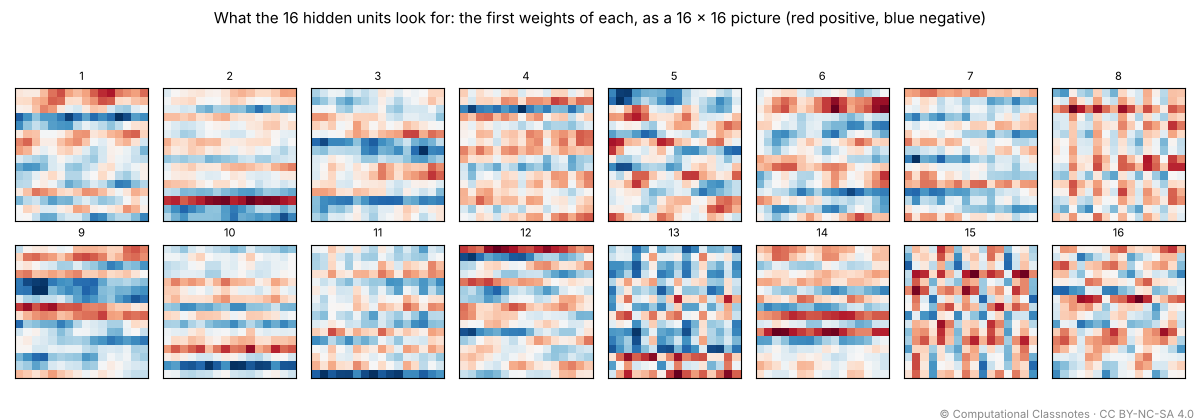 What the 16 hidden units look for: the first weights of each, as a 16 × 16 picture (red positive, blue negative)
1 2 3 4 5 6 7 8
9 10 11 12 13 14 15 16
© Computational Classnotes · CC BY-NC-SA 4.0